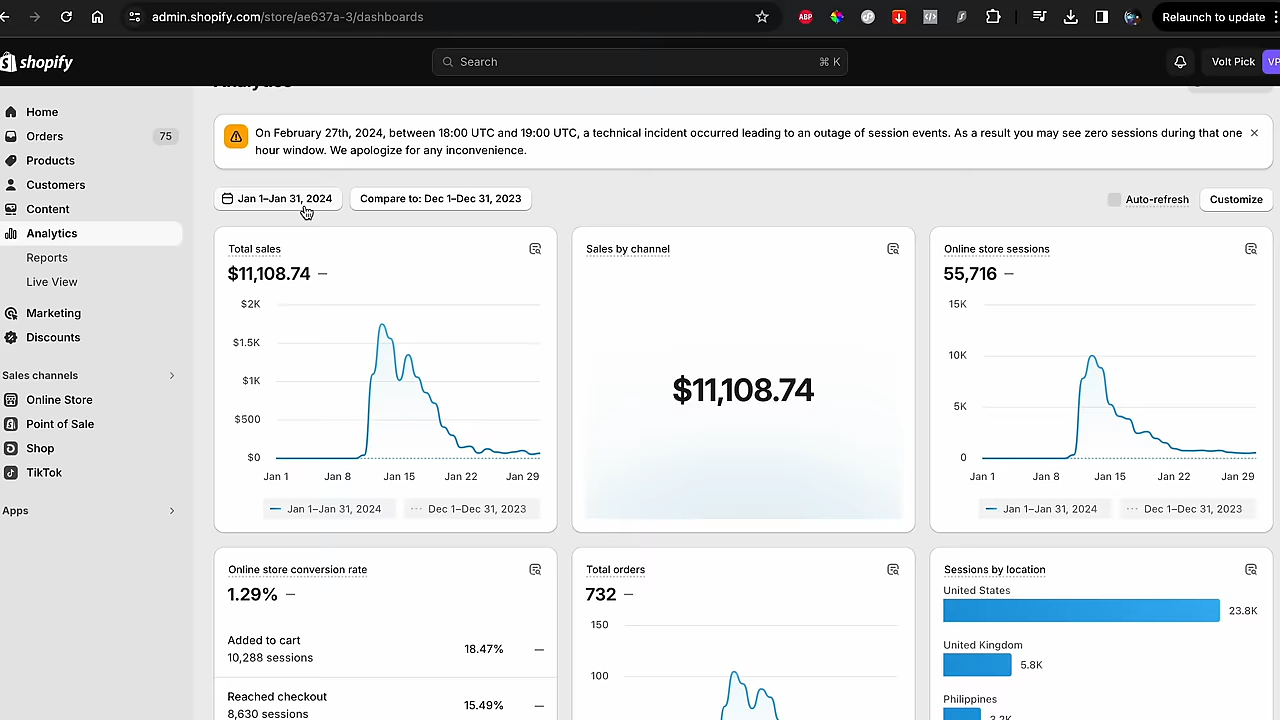 admin.shopify.com/store/ae637a-3/dashboards
ABP
Relaunch to update
shopify
Search
⌘ K
Volt Pick
VP
Home
Orders
75
Products
Customers
Content
Analytics
Reports
Live View
Marketing
Discounts
Sales channels
Online Store
Point of Sale
Shop
TikTok
Apps
Analytics
On February 27th, 2024, between 18:00 UTC and 19:00 UTC, a technical incident occurred leading to an outage of session events. As a result you may see zero sessions during that one
hour window. We apologize for any inconvenience.
Jan 1–Jan 31, 2024
Compare to: Dec 1–Dec 31, 2023
Auto-refresh
Customize
Total sales
$11,108.74 –
$2K
$1.5K
$1K
$500
$0
Jan 1 Jan 8 Jan 15 Jan 22 Jan 29
Jan 1–Jan 31, 2024
Dec 1–Dec 31, 2023
Sales by channel
$11,108.74
Online store sessions
55,716 –
15K
10K
5K
0
Jan 1 Jan 8 Jan 15 Jan 22 Jan 29
Jan 1–Jan 31, 2024
Dec 1–Dec 31, 2023
Online store conversion rate
1.29% –
Added to cart
10,288 sessions
18.47% –
Reached checkout
8,630 sessions
15.49% –
Total orders
732 –
150
100
Sessions by location
United States
23.8K
United Kingdom
5.8K
Philippines
3.2K